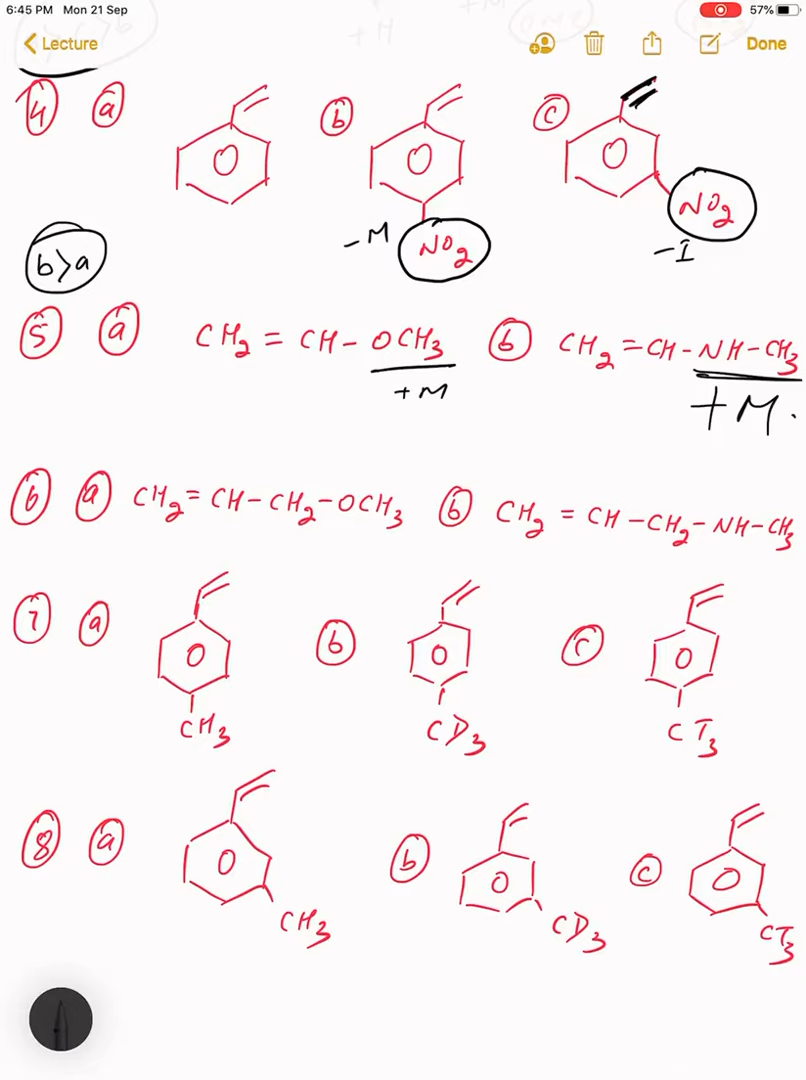 6:45 PM Mon 21 Sep 57%
Lecture Done
14 a b c
NO2 NO2
-M -I
b>a
5 a CH2 = CH - OCH3 b CH2 = CH - NH - CH3
+M +M.
6 a CH2 = CH - CH2 - OCH3 b CH2 = CH - CH2 - NH - CH3
7 a b c
CH3 CD3 CT3
8 a b c
CH3 CD3 CT3